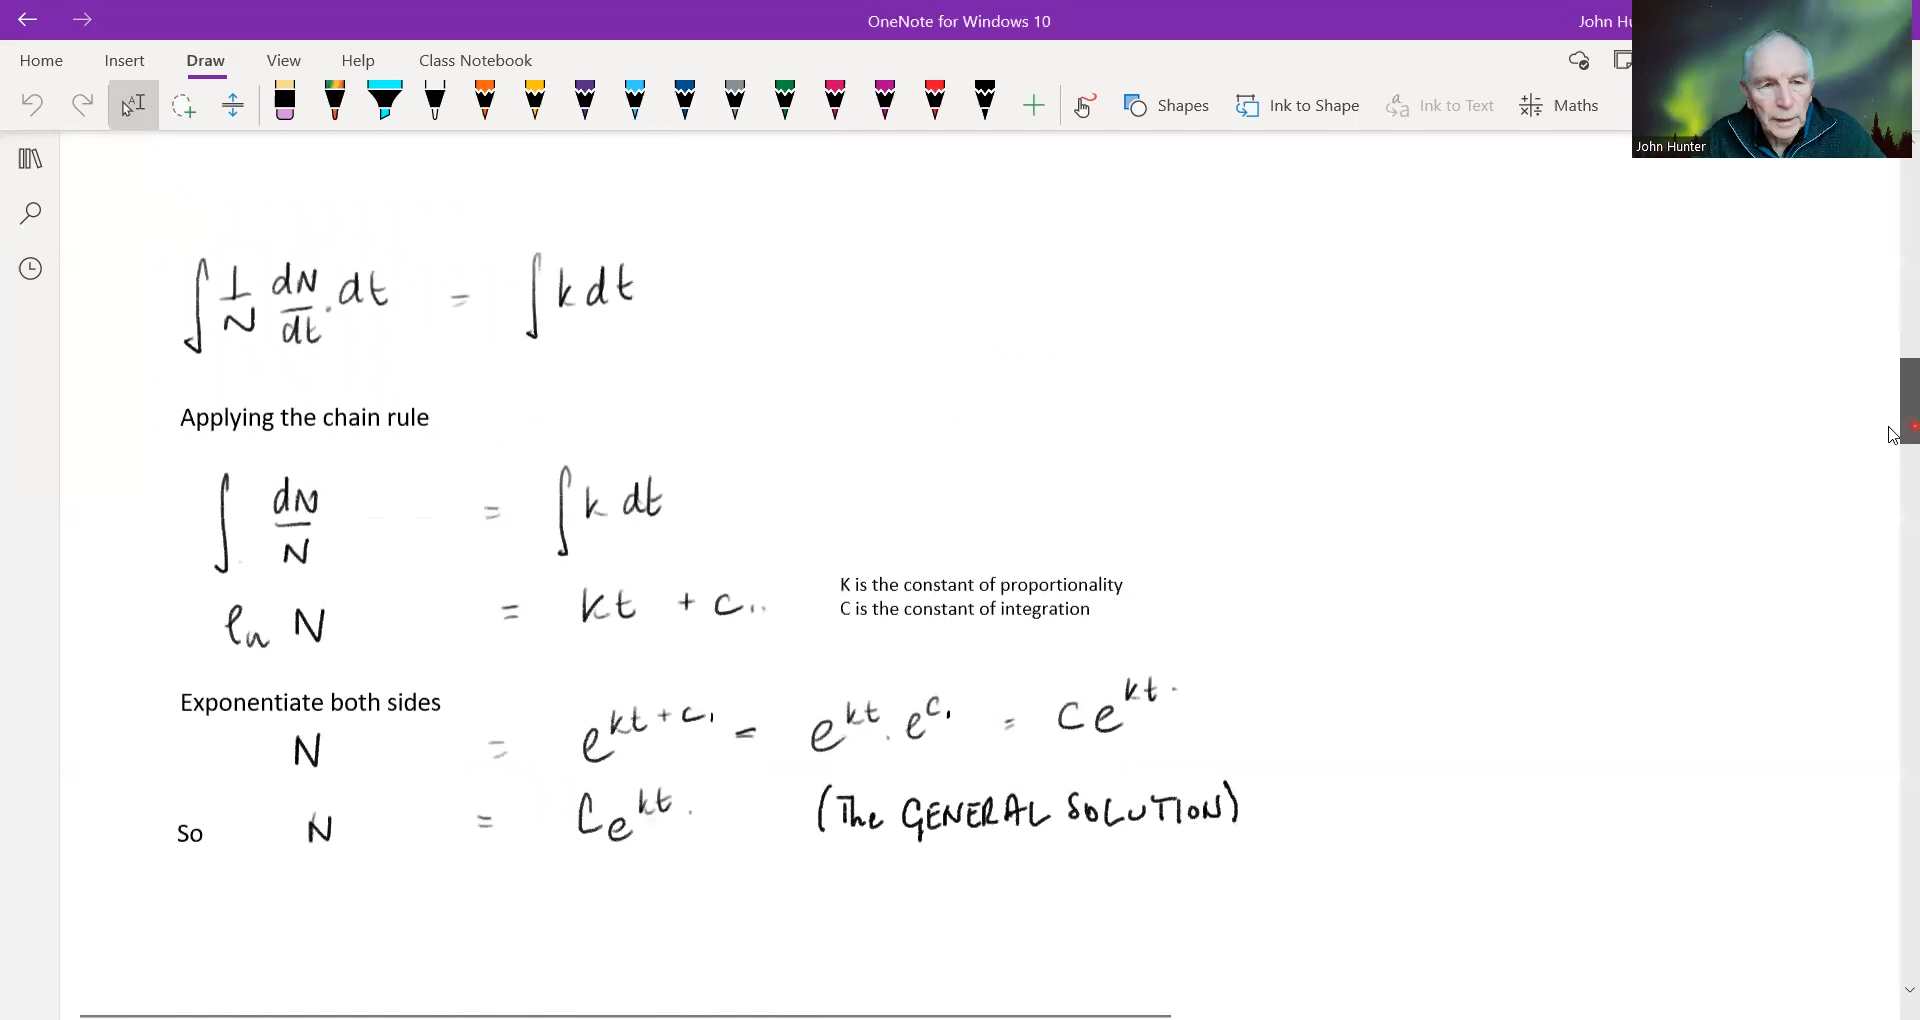 OneNote for Windows 10
John Hu
Home Insert Draw View Help Class Notebook
Shapes Ink to Shape Ink to Text Maths
John Hunter
∫ 1/N dN/dt . dt = ∫ k dt
Applying the chain rule
∫ dN/N = ∫ k dt
K is the constant of proportionality
C is the constant of integration
ln N = kt + c₁.
Exponentiate both sides
N = e^(kt + c₁) = e^(kt) . e^(c₁) = C e^(kt).
So N = C e^(kt). (The GENERAL SOLUTION)